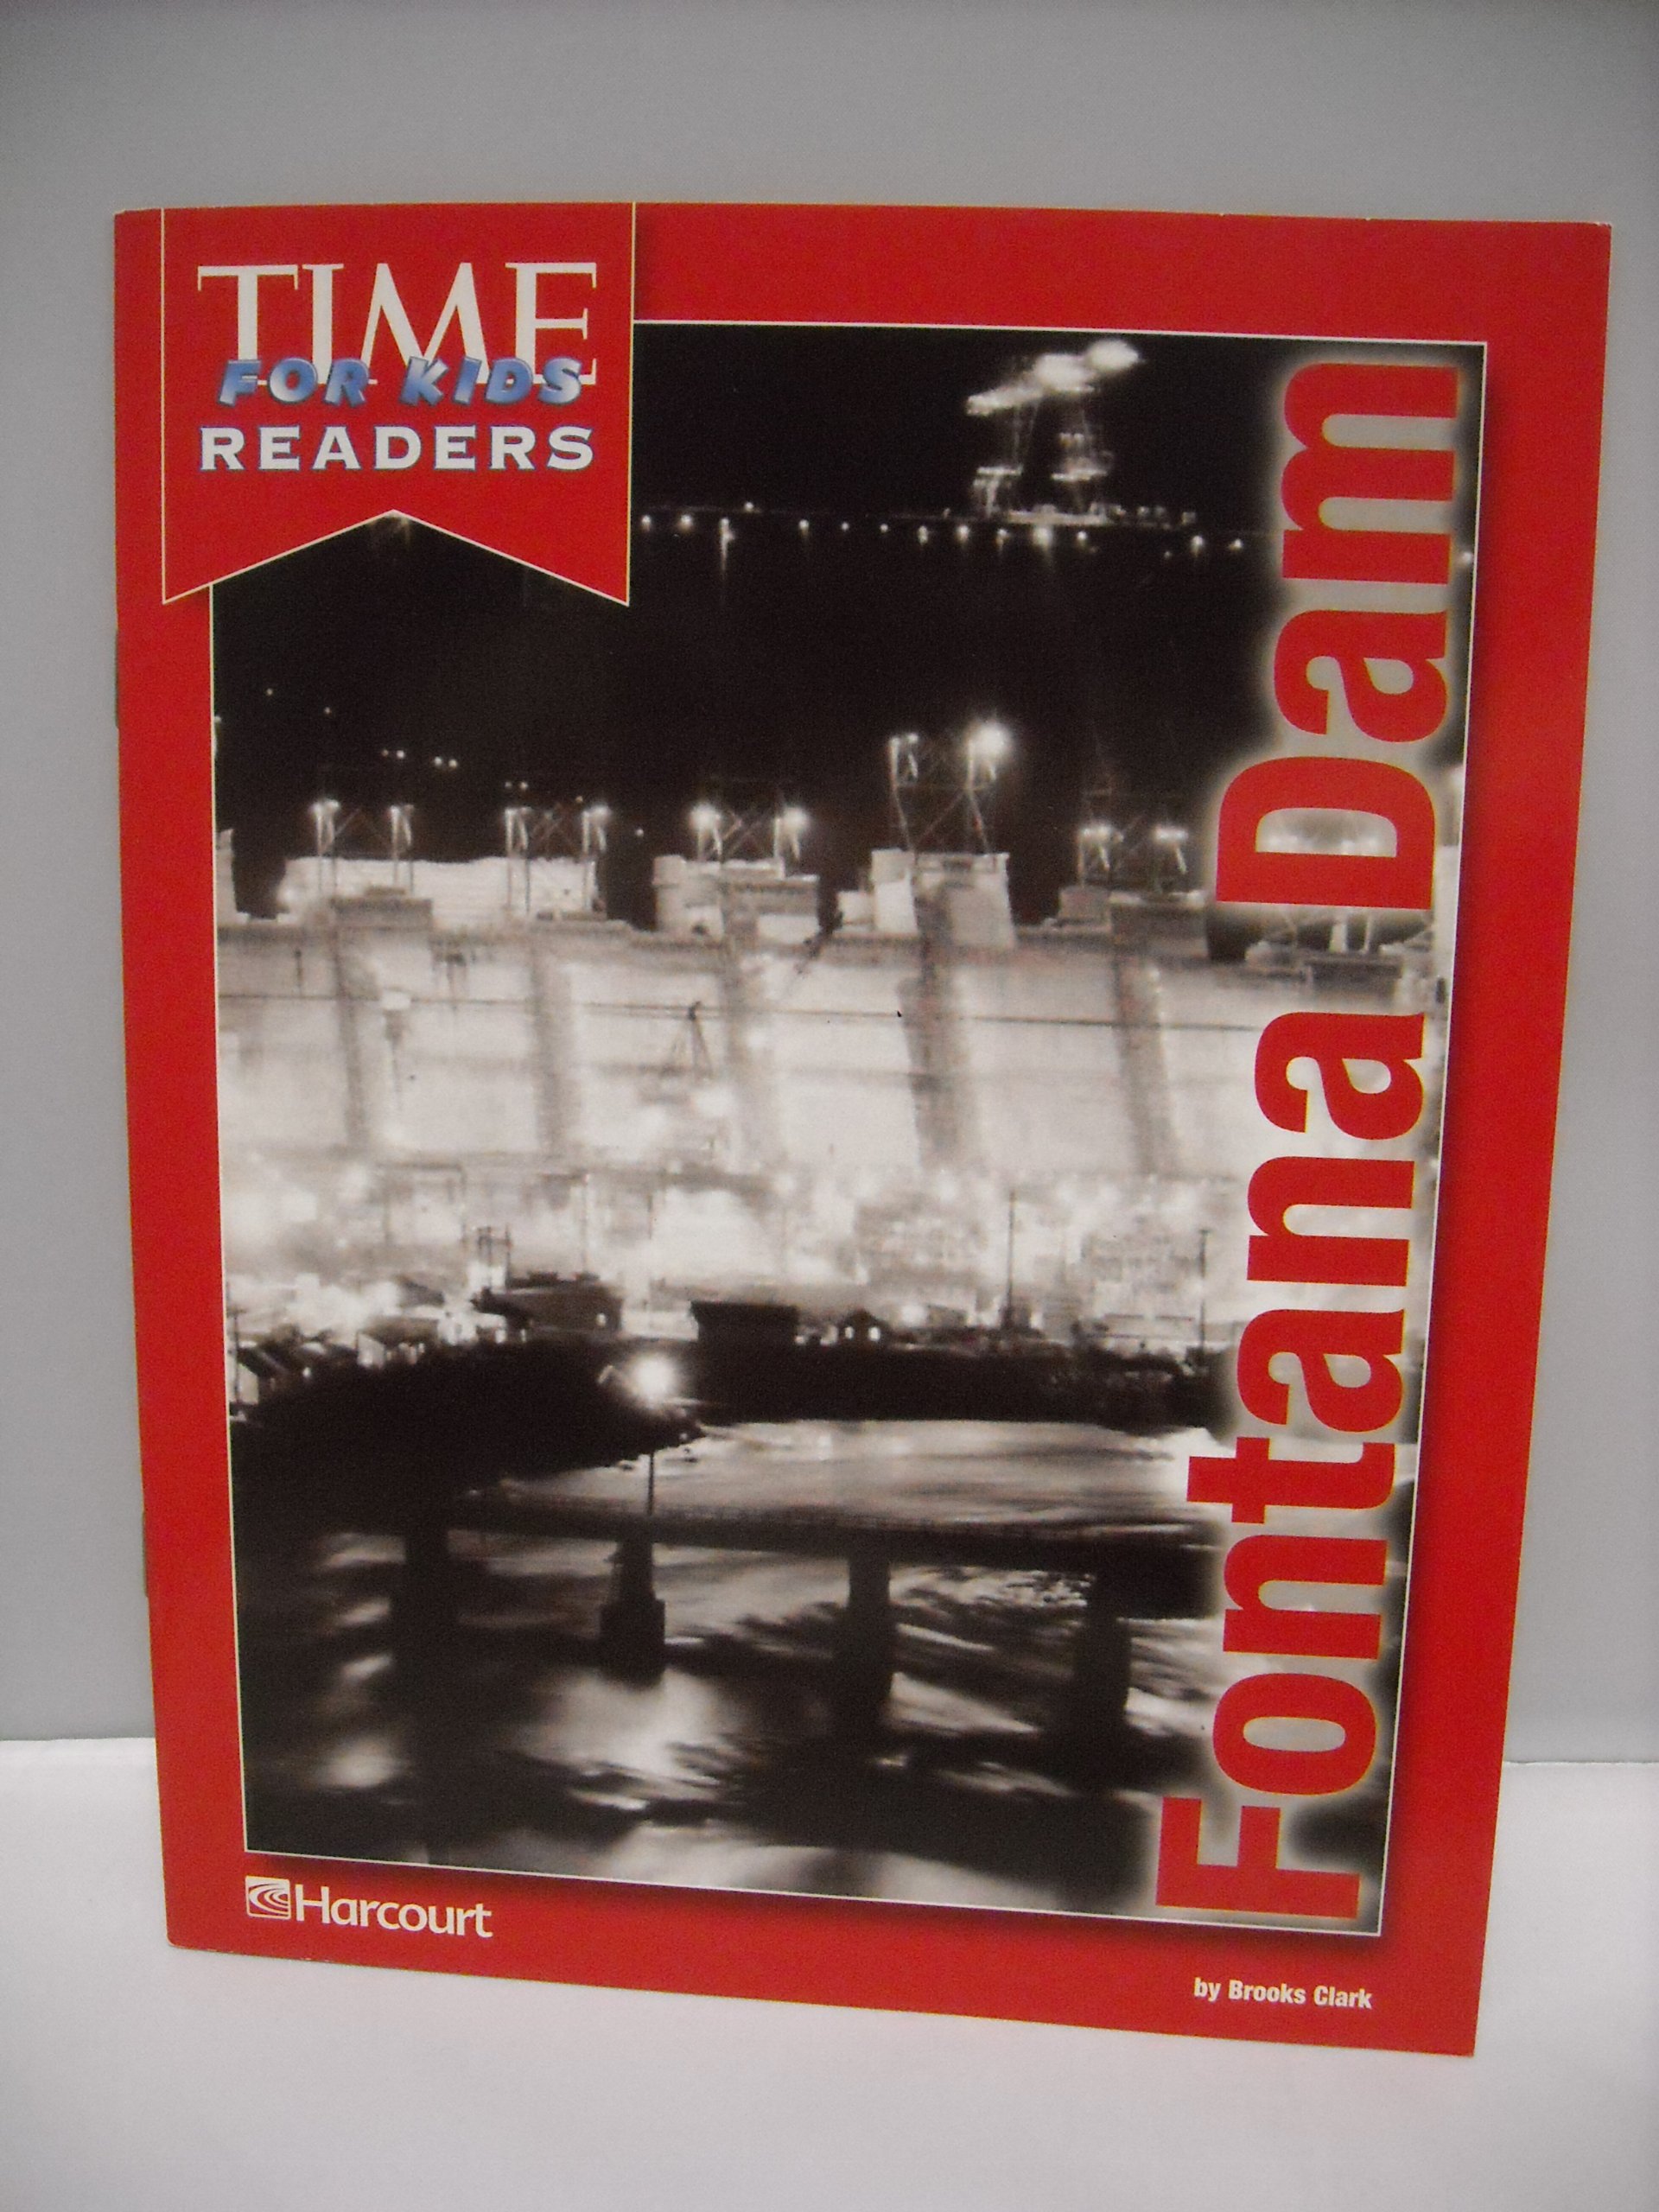 TIME
FOR KIDS
READERS
Fontana Dam
Harcourt
by Brooks Clark